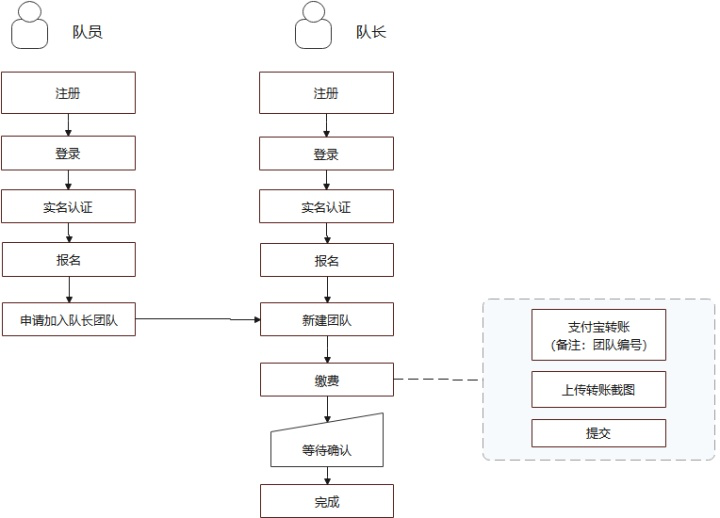 队员
队长
注册
注册
登录
登录
实名认证
实名认证
报名
报名
申请加入队长团队
新建团队
支付宝转账
（备注：团队编号）
缴费
上传转账截图
提交
等待确认
完成